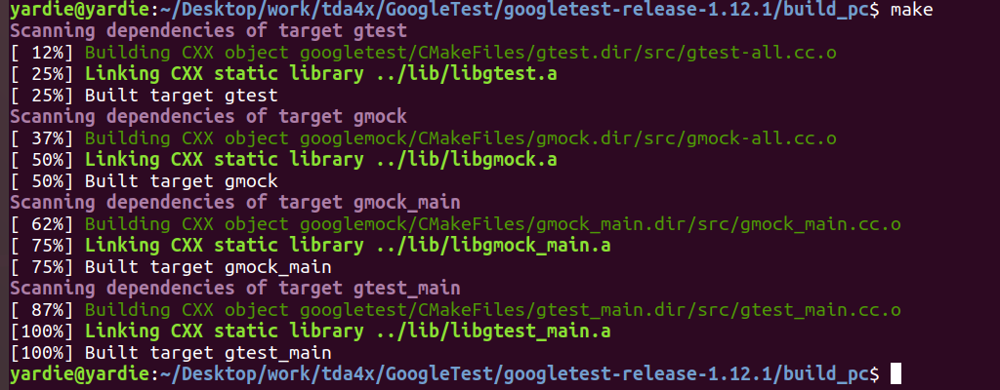 yardie@yardie:~/Desktop/work/tda4x/GoogleTest/googletest-release-1.12.1/build_pc$ make
Scanning dependencies of target gtest
[ 12%] Building CXX object googletest/CMakeFiles/gtest.dir/src/gtest-all.cc.o
[ 25%] Linking CXX static library ../lib/libgtest.a
[ 25%] Built target gtest
Scanning dependencies of target gmock
[ 37%] Building CXX object googlemock/CMakeFiles/gmock.dir/src/gmock-all.cc.o
[ 50%] Linking CXX static library ../lib/libgmock.a
[ 50%] Built target gmock
Scanning dependencies of target gmock_main
[ 62%] Building CXX object googlemock/CMakeFiles/gmock_main.dir/src/gmock_main.cc.o
[ 75%] Linking CXX static library ../lib/libgmock_main.a
[ 75%] Built target gmock_main
Scanning dependencies of target gtest_main
[ 87%] Building CXX object googletest/CMakeFiles/gtest_main.dir/src/gtest_main.cc.o
[100%] Linking CXX static library ../lib/libgtest_main.a
[100%] Built target gtest_main
yardie@yardie:~/Desktop/work/tda4x/GoogleTest/googletest-release-1.12.1/build_pc$